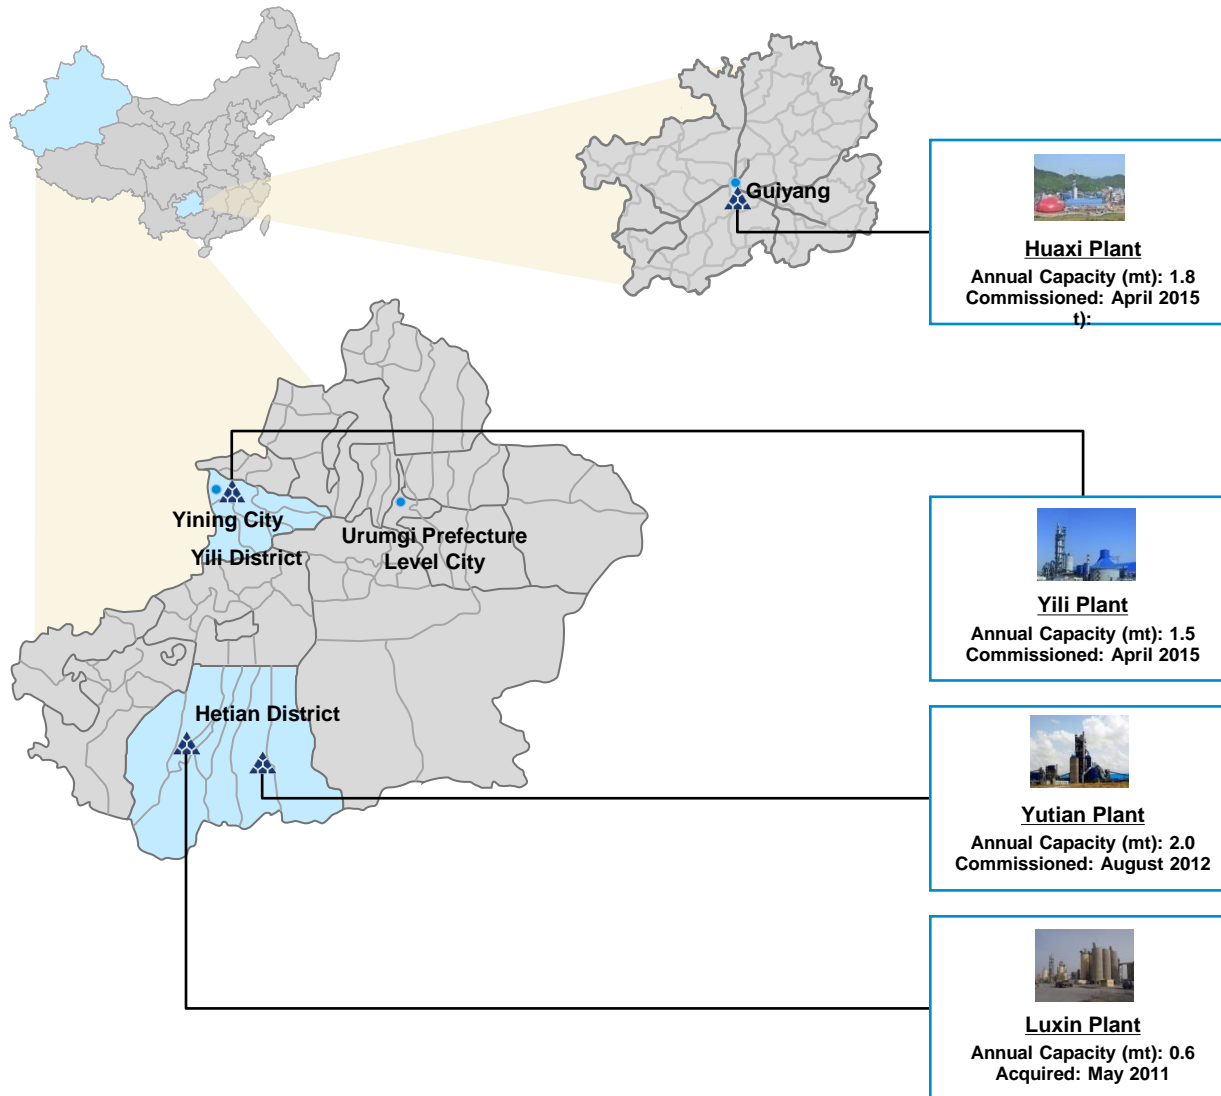 Guiyang
Huaxi Plant
Annual Capacity (mt): 1.8
Commissioned: April 2015
t):
Yining City
Yili District
Urumgi Prefecture
Level City
Yili Plant
Annual Capacity (mt): 1.5
Commissioned: April 2015
Hetian District
Yutian Plant
Annual Capacity (mt): 2.0
Commissioned: August 2012
Luxin Plant
Annual Capacity (mt): 0.6
Acquired: May 2011